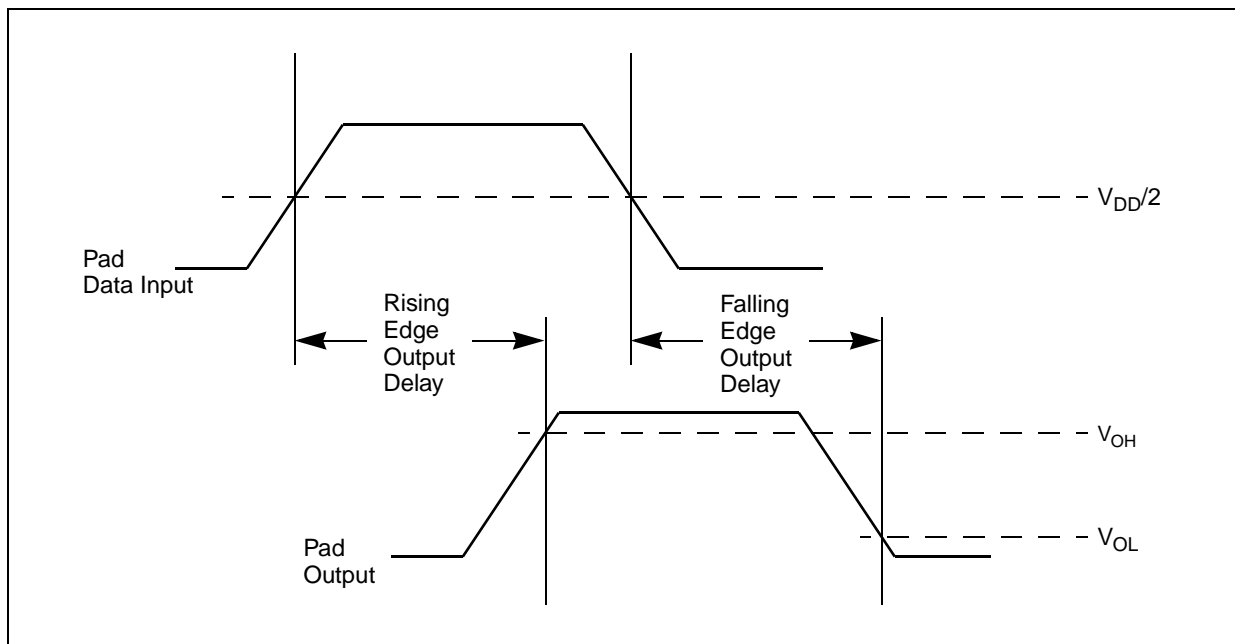 V_DD/2
Pad
Data Input
Rising
Edge
Output
Delay
Falling
Edge
Output
Delay
V_OH
V_OL
Pad
Output